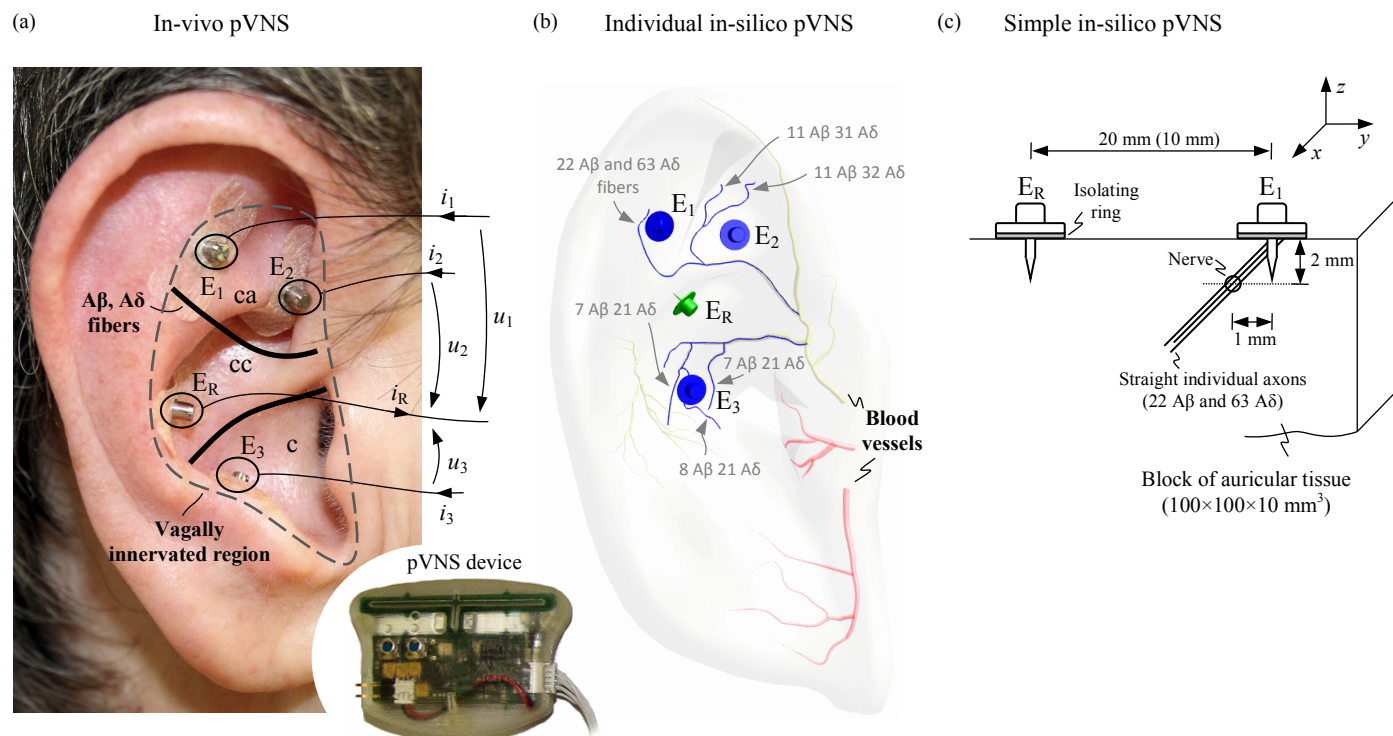 (a) In-vivo pVNS
i1
i2
E1
E2
ca
Aβ, Aδ
fibers
u1
u2
cc
ER
iR
E3
c
u3
i3
Vagally
innervated region
pVNS device
(b) Individual in-silico pVNS
11 Aβ 31 Aδ
22 Aβ and 63 Aδ
fibers
11 Aβ 32 Aδ
E1
E2
7 Aβ 21 Aδ
ER
7 Aβ 21 Aδ
E3
Blood
vessels
8 Aβ 21 Aδ
(c) Simple in-silico pVNS
z
y
x
20 mm (10 mm)
ER
Isolating
ring
E1
Nerve
2 mm
1 mm
Straight individual axons
(22 Aβ and 63 Aδ)
Block of auricular tissue
(100×100×10 mm³)